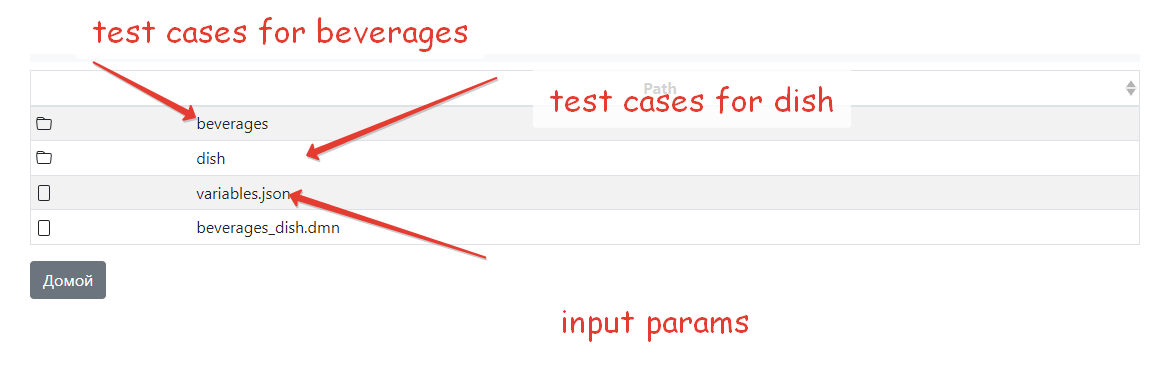 test cases for beverages
Path
test cases for dish
beverages
dish
variables.json
beverages_dish.dmn
Домой
input params